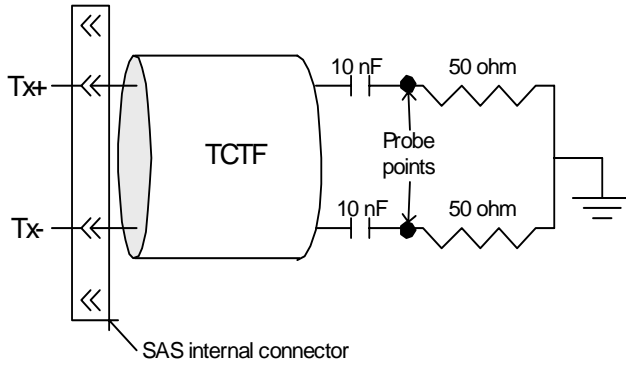 10 nF
50 ohm
Tx+
TCTF
Probe
points
10 nF
50 ohm
Tx-
SAS internal connector